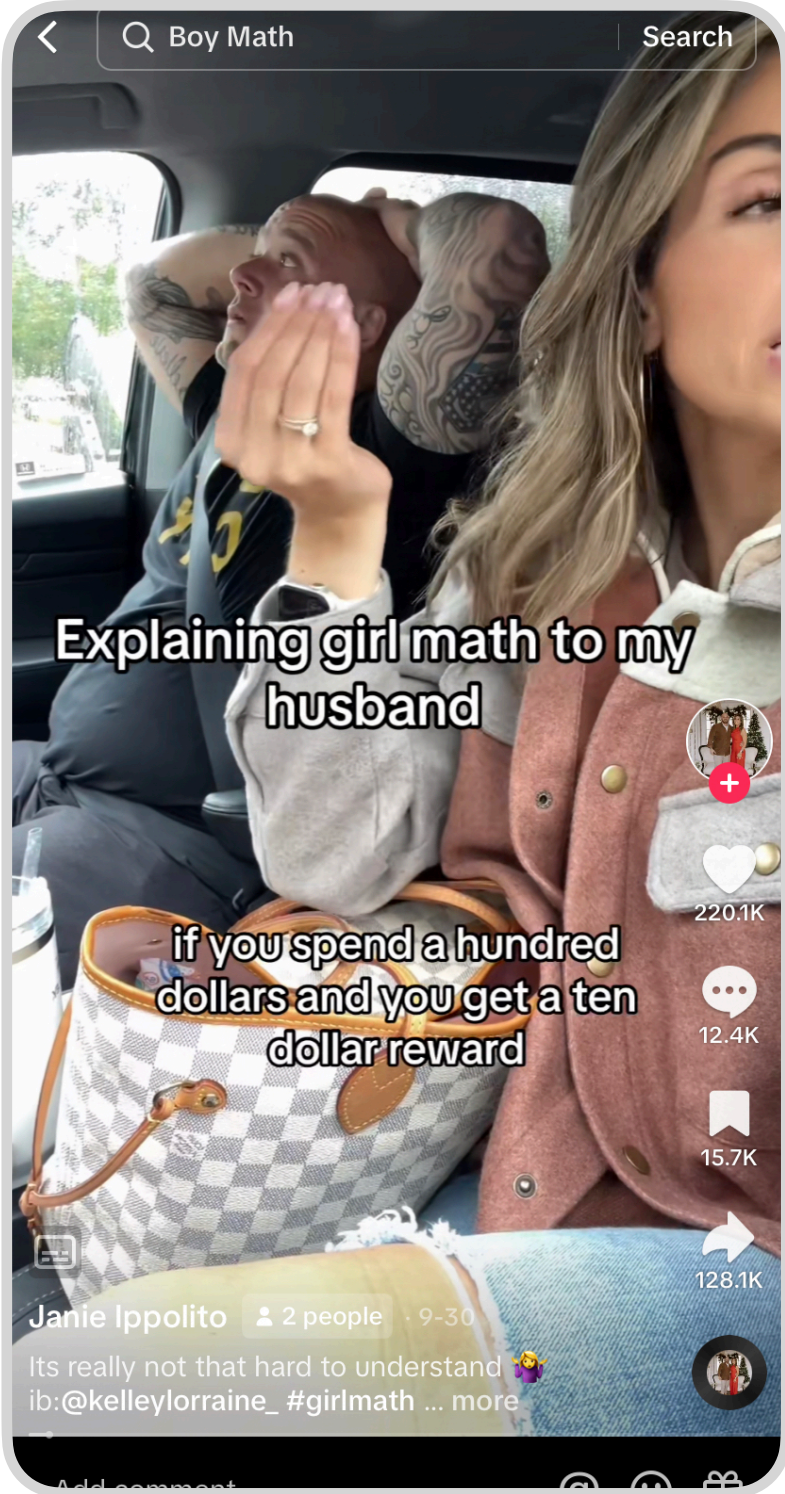 Boy Math
Search
Explaining girl math to my
husband
if you spend a hundred
dollars and you get a ten
dollar reward
220.1K
12.4K
15.7K
128.1K
Janie Ippolito 2 people · 9-30
Its really not that hard to understand 🤷‍♀️
ib:@kelleylorraine_ #girlmath ... more
Add comment